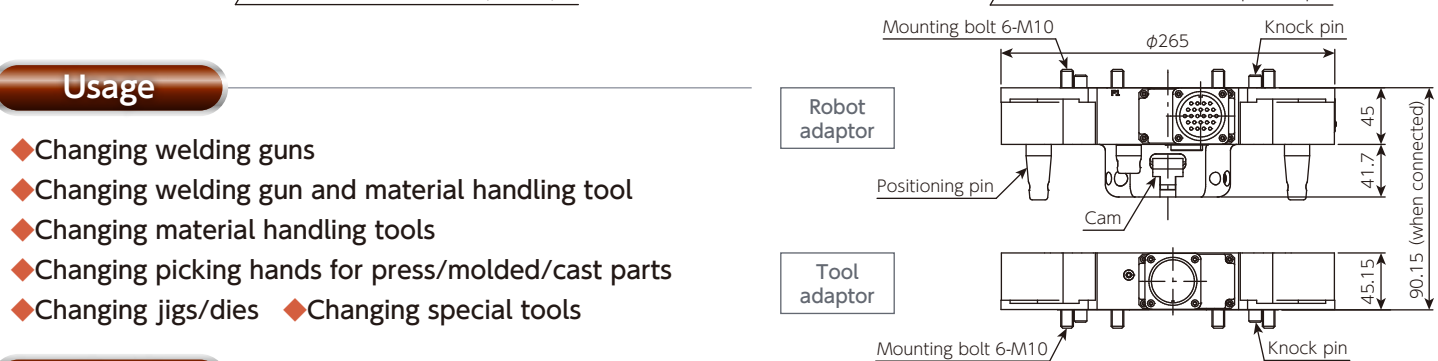 Usage
◆Changing welding guns
◆Changing welding gun and material handling tool
◆Changing material handling tools
◆Changing picking hands for press/molded/cast parts
◆Changing jigs/dies ◆Changing special tools
Mounting bolt 6-M10
φ265
Knock pin
Robot
adaptor
45
41.7
90.15 (when connected)
Positioning pin
Cam
Tool
adaptor
45.15
Mounting bolt 6-M10
Knock pin